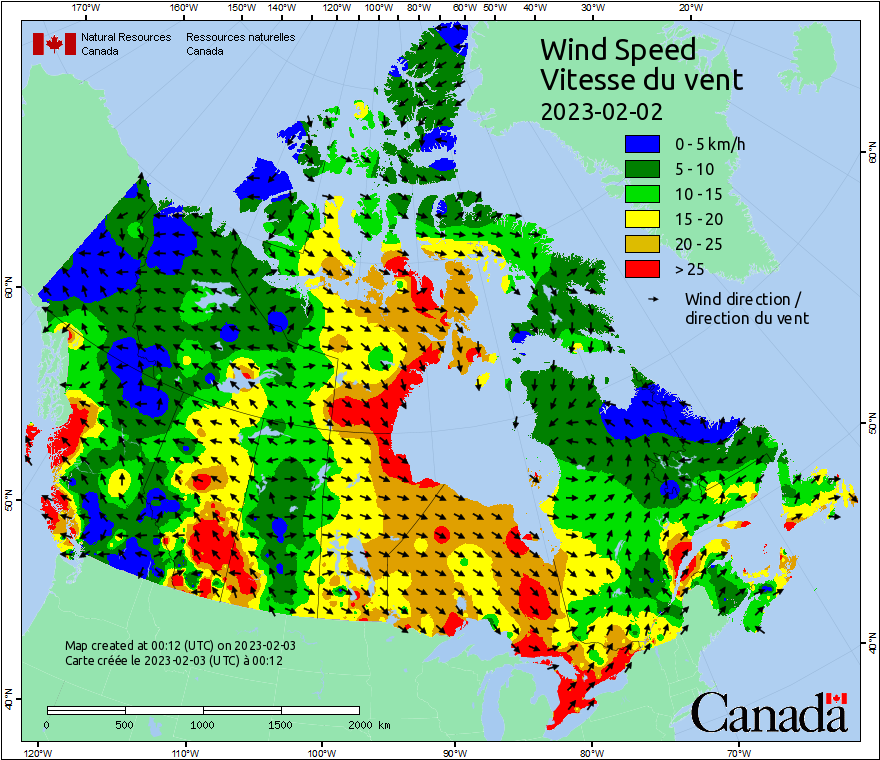 170°W 160°W 150°W 140°W 130°W 120°W 110°W 100°W 90°W 80°W 70°W 60°W 50°W 40°W 30°W 20°W
Natural Resources Ressources naturelles
Canada Canada
Wind Speed
Vitesse du vent
2023-02-02
0 - 5 km/h
5 - 10
10 - 15
15 - 20
20 - 25
> 25
Wind direction /
direction du vent
60°N
60°N
50°N
50°N
40°N
40°N
Map created at 00:12 (UTC) on 2023-02-03
Carte créée le 2023-02-03 (UTC) à 00:12
0 500 1000 1500 2000 km
Canada
120°W 110°W 100°W 90°W 80°W 70°W